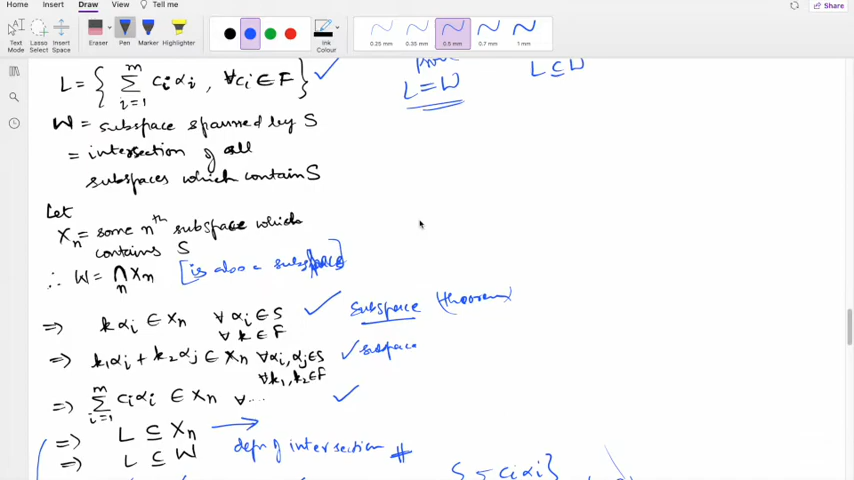 Home Insert Draw View Tell me
Share
Text Mode
Lasso Select
Insert Space
Eraser
Pen
Marker
Highlighter
Ink Colour
0.25 mm
0.35 mm
0.5 mm
0.7 mm
1 mm
L = { ∑_{i=1}^{m} ciαi , ∀ci ∈ F } ✓
prove
L = W
L ⊆ W
W = subspace spanned by S
= intersection of all
subspaces which contain S
Let
Xn = some nth subspace which
contains S
∴ W = ⋂_n Xn [is also a subspace]
⇒ kαi ∈ Xn ∀ αi ∈ S ✓ subspace (theorem)
∀ k ∈ F
⇒ k1αi + k2αj ∈ Xn ∀αi, αj ∈ S ✓ subspace
∀k1, k2 ∈ F
⇒ ∑_{i=1}^{m} ciαi ∈ Xn ∀.... ✓
⇒ L ⊆ Xn →
defn of intersection #
⇒ L ⊆ W